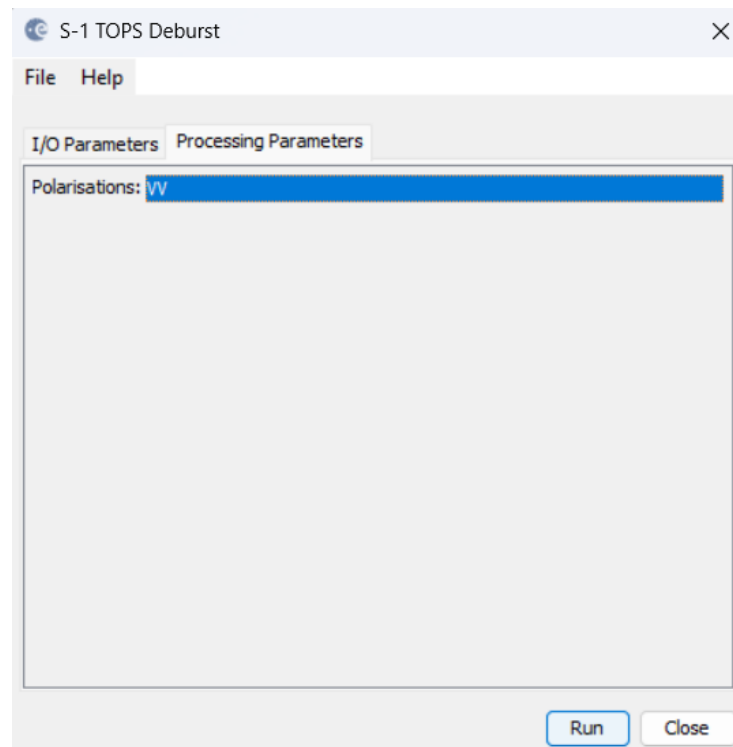 S-1 TOPS Deburst
File Help
I/O Parameters Processing Parameters
Polarisations: VV
Run Close